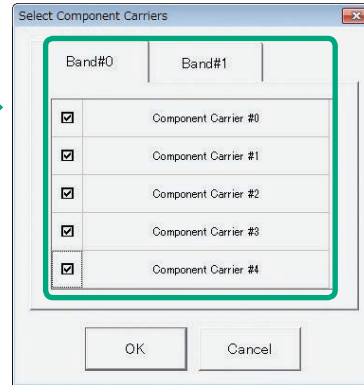 Select Component Carriers
Band#0 Band#1
Component Carrier #0
Component Carrier #1
Component Carrier #2
Component Carrier #3
Component Carrier #4
OK Cancel